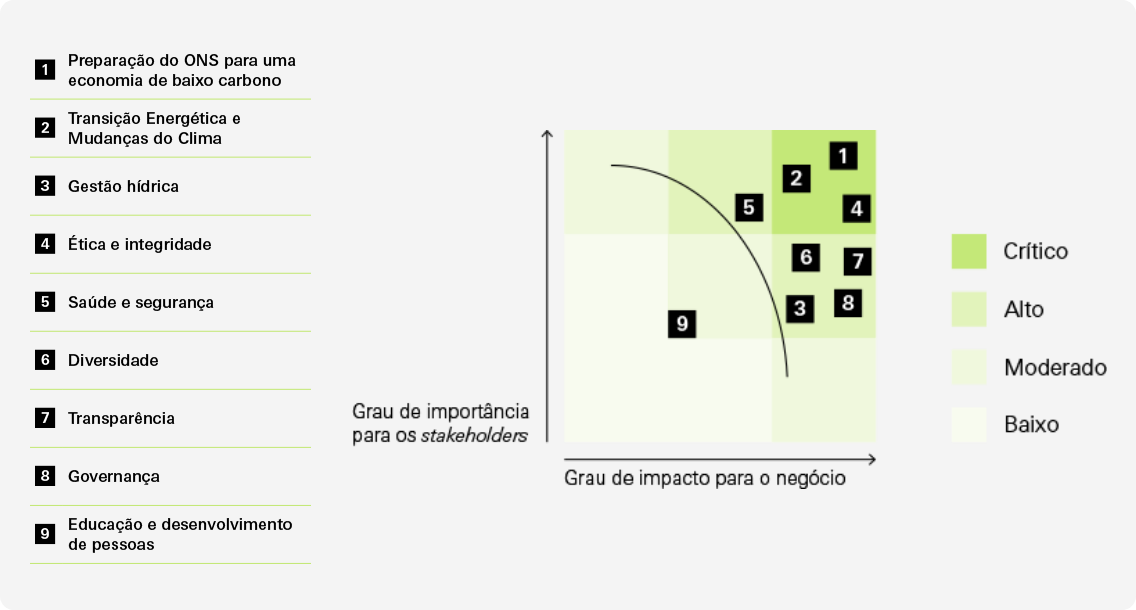 1
Preparação do ONS para uma
economia de baixo carbono
2
Transição Energética e
Mudanças do Clima
3
Gestão hídrica
4
Ética e integridade
5
Saúde e segurança
6
Diversidade
7
Transparência
8
Governança
9
Educação e desenvolvimento
de pessoas
Grau de importância
para os stakeholders
1
2
5
4
6
7
3
8
9
Grau de impacto para o negócio
Crítico
Alto
Moderado
Baixo